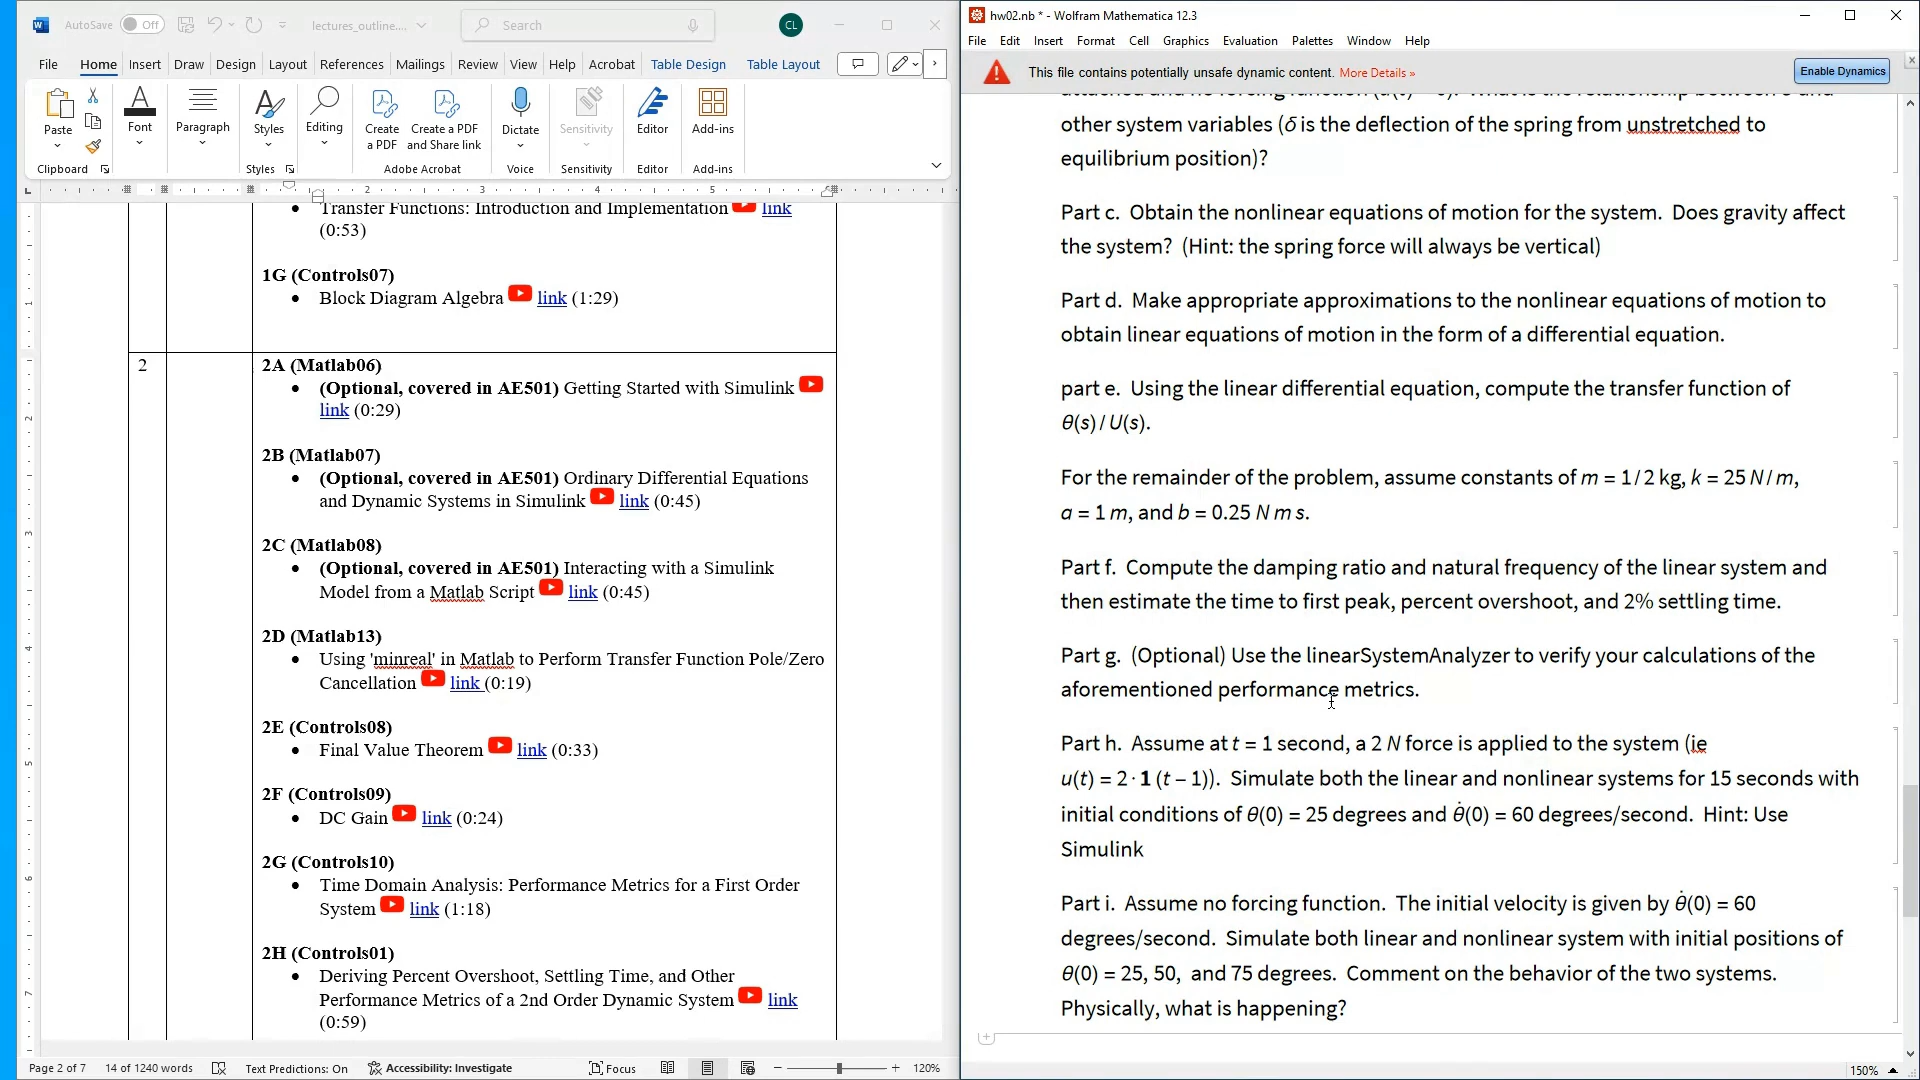 AutoSave Off lectures_outline.... Search CL
File Home Insert Draw Design Layout References Mailings Review View Help Acrobat Table Design Table Layout
Paste Font Paragraph Styles Editing Create a PDF Create a PDF and Share link Dictate Sensitivity Editor Add-ins
Clipboard Styles Adobe Acrobat Voice Sensitivity Editor Add-ins
2 3 4 5
Transfer Functions: Introduction and Implementation link
(0:53)
1G (Controls07)
• Block Diagram Algebra link (1:29)
2
2A (Matlab06)
• (Optional, covered in AE501) Getting Started with Simulink
link (0:29)
2B (Matlab07)
• (Optional, covered in AE501) Ordinary Differential Equations
and Dynamic Systems in Simulink link (0:45)
2C (Matlab08)
• (Optional, covered in AE501) Interacting with a Simulink
Model from a Matlab Script link (0:45)
2D (Matlab13)
• Using 'minreal' in Matlab to Perform Transfer Function Pole/Zero
Cancellation link (0:19)
2E (Controls08)
• Final Value Theorem link (0:33)
2F (Controls09)
• DC Gain link (0:24)
2G (Controls10)
• Time Domain Analysis: Performance Metrics for a First Order
System link (1:18)
2H (Controls01)
• Deriving Percent Overshoot, Settling Time, and Other
Performance Metrics of a 2nd Order Dynamic System link
(0:59)
Page 2 of 7 14 of 1240 words Text Predictions: On Accessibility: Investigate Focus 120%
hw02.nb * - Wolfram Mathematica 12.3
File Edit Insert Format Cell Graphics Evaluation Palettes Window Help
This file contains potentially unsafe dynamic content. More Details » Enable Dynamics
other system variables (δ is the deflection of the spring from unstretched to
equilibrium position)?
Part c. Obtain the nonlinear equations of motion for the system. Does gravity affect
the system? (Hint: the spring force will always be vertical)
Part d. Make appropriate approximations to the nonlinear equations of motion to
obtain linear equations of motion in the form of a differential equation.
part e. Using the linear differential equation, compute the transfer function of
θ(s) / U(s).
For the remainder of the problem, assume constants of m = 1/2 kg, k = 25 N/m,
a = 1 m, and b = 0.25 N m s.
Part f. Compute the damping ratio and natural frequency of the linear system and
then estimate the time to first peak, percent overshoot, and 2% settling time.
Part g. (Optional) Use the linearSystemAnalyzer to verify your calculations of the
aforementioned performance metrics.
Part h. Assume at t = 1 second, a 2 N force is applied to the system (ie
u(t) = 2 · 1 (t − 1)). Simulate both the linear and nonlinear systems for 15 seconds with
initial conditions of θ(0) = 25 degrees and θ̇(0) = 60 degrees/second. Hint: Use
Simulink
Part i. Assume no forcing function. The initial velocity is given by θ̇(0) = 60
degrees/second. Simulate both linear and nonlinear system with initial positions of
θ(0) = 25, 50, and 75 degrees. Comment on the behavior of the two systems.
Physically, what is happening?
150%